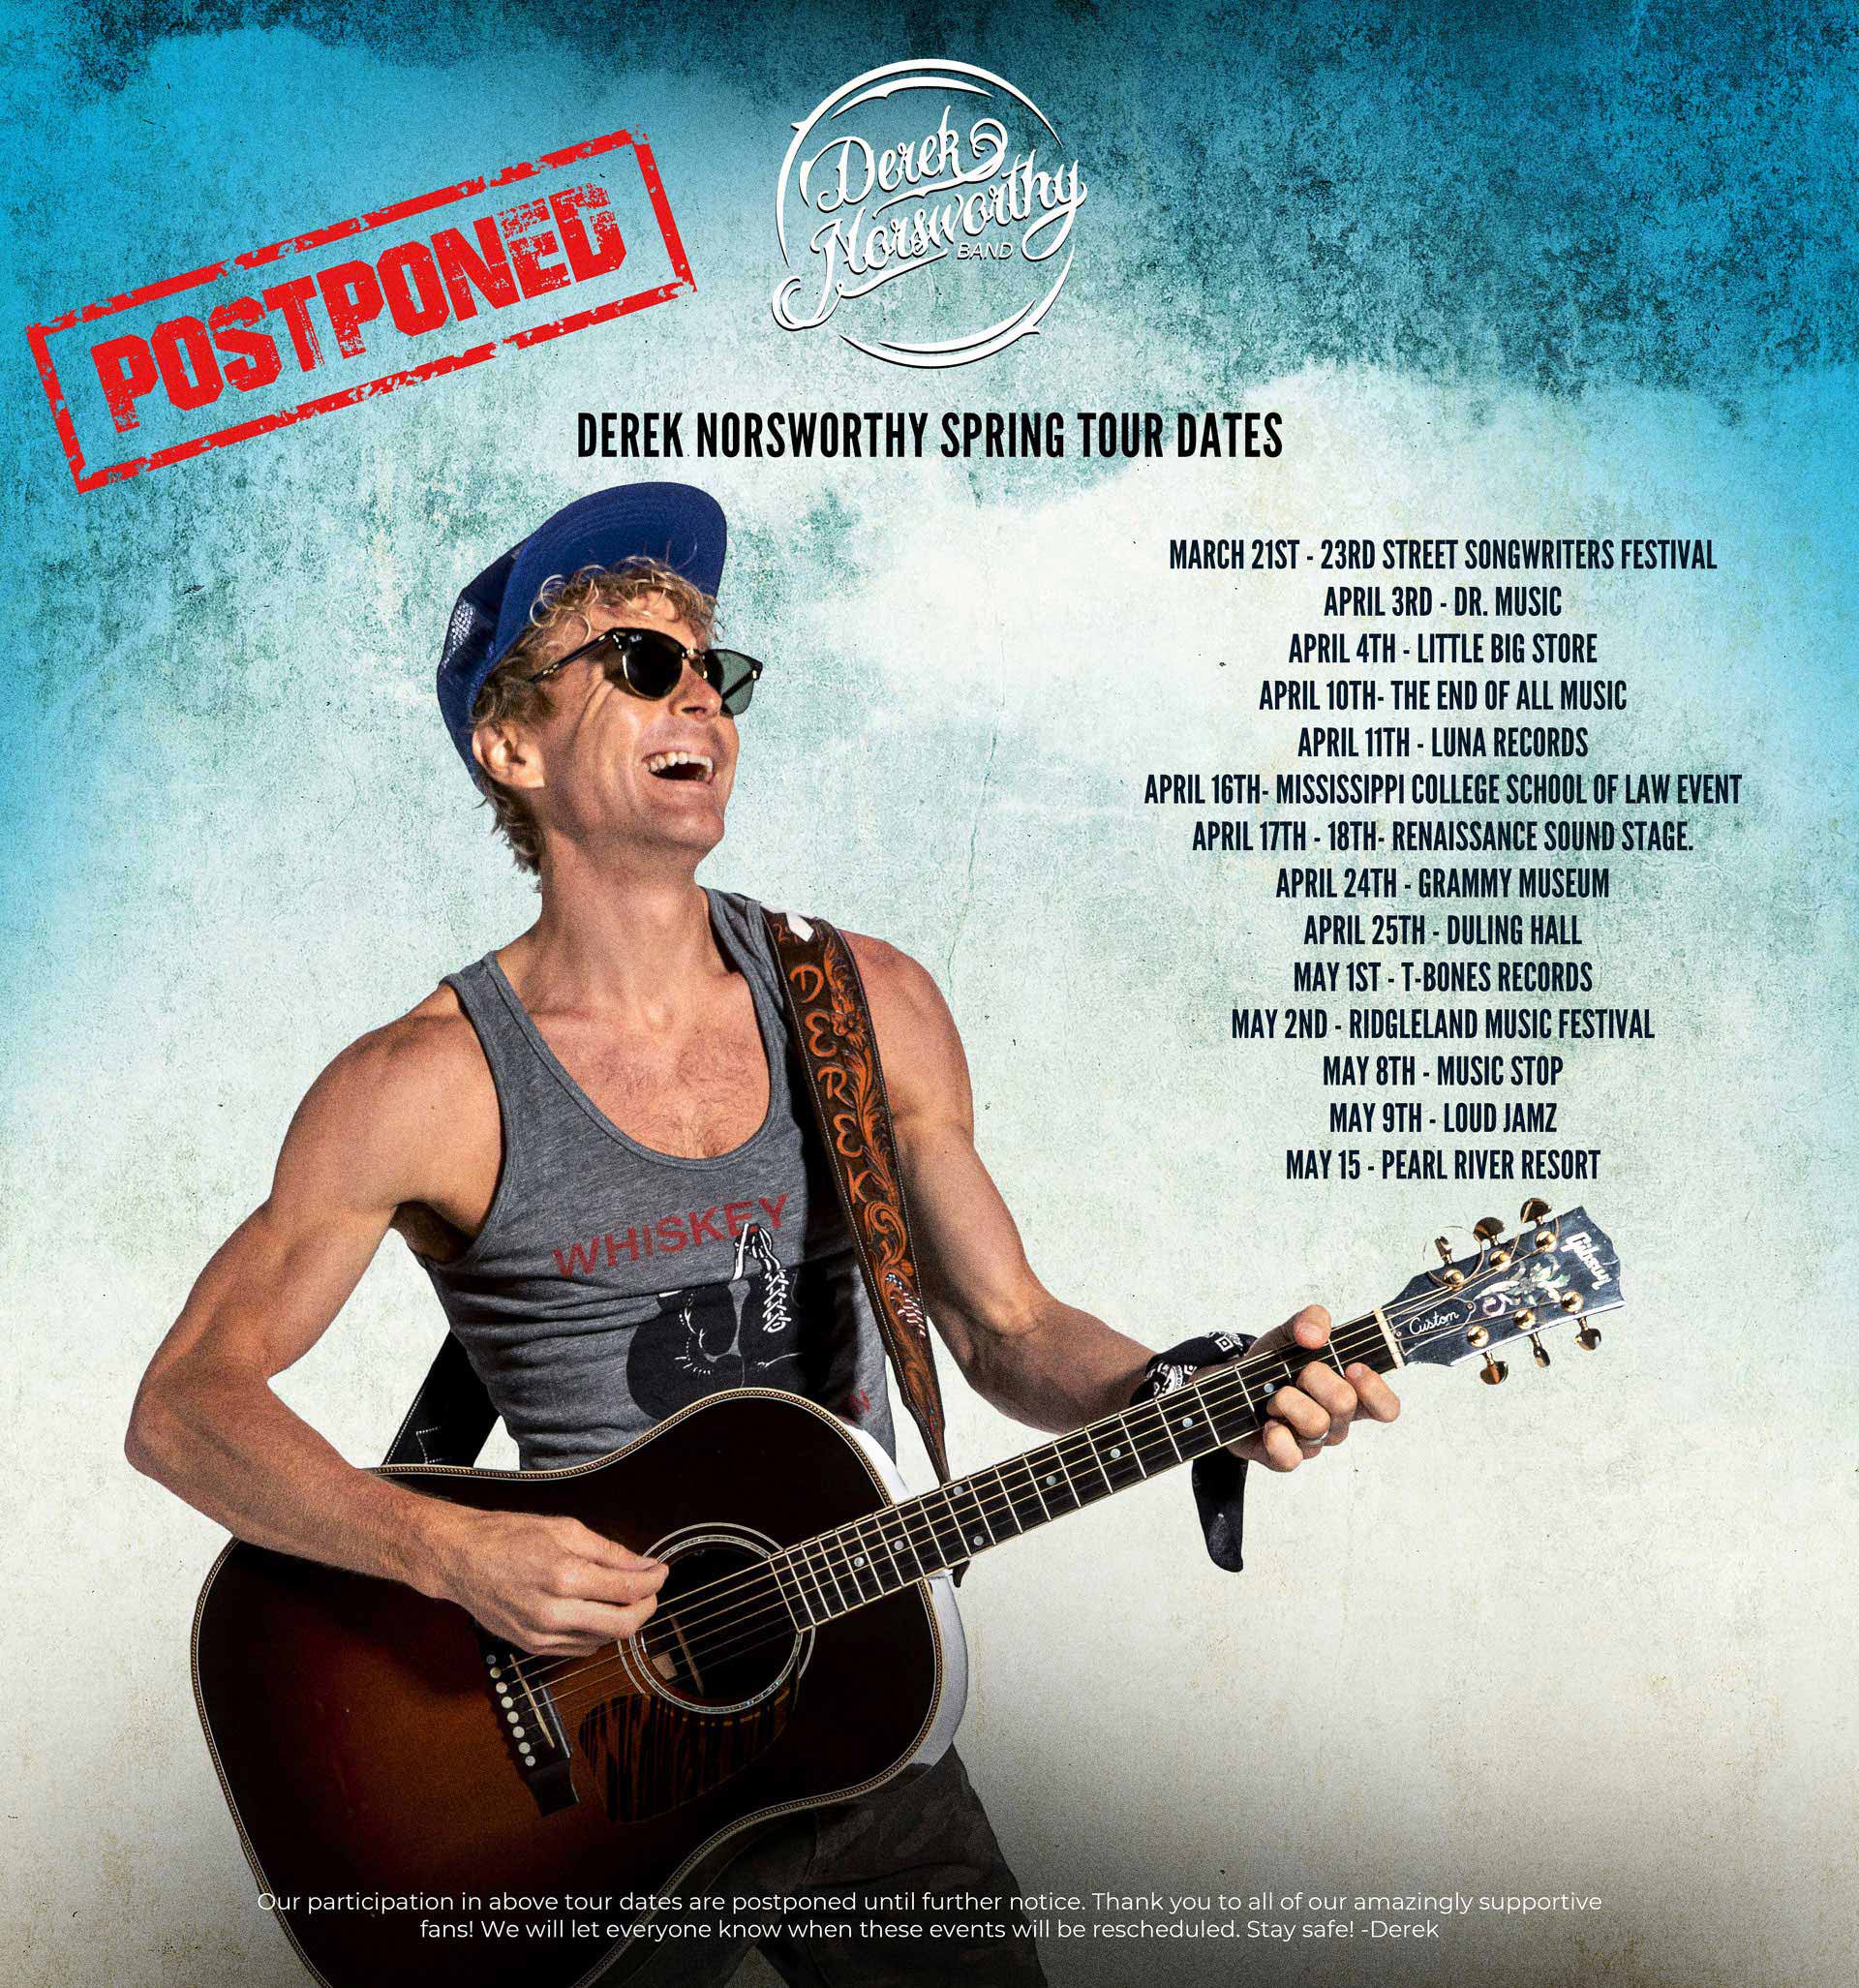 Derek
Norsworthy
BAND
POSTPONED
DEREK NORSWORTHY SPRING TOUR DATES
MARCH 21ST - 23RD STREET SONGWRITERS FESTIVAL
APRIL 3RD - DR. MUSIC
APRIL 4TH - LITTLE BIG STORE
APRIL 10TH- THE END OF ALL MUSIC
APRIL 11TH - LUNA RECORDS
APRIL 16TH- MISSISSIPPI COLLEGE SCHOOL OF LAW EVENT
APRIL 17TH - 18TH- RENAISSANCE SOUND STAGE.
APRIL 24TH - GRAMMY MUSEUM
APRIL 25TH - DULING HALL
MAY 1ST - T-BONES RECORDS
MAY 2ND - RIDGLELAND MUSIC FESTIVAL
MAY 8TH - MUSIC STOP
MAY 9TH - LOUD JAMZ
MAY 15 - PEARL RIVER RESORT
DEREK
WHISKEY
Gibson
Custom
Our participation in above tour dates are postponed until further notice. Thank you to all of our amazingly supportive
fans! We will let everyone know when these events will be rescheduled. Stay safe! -Derek